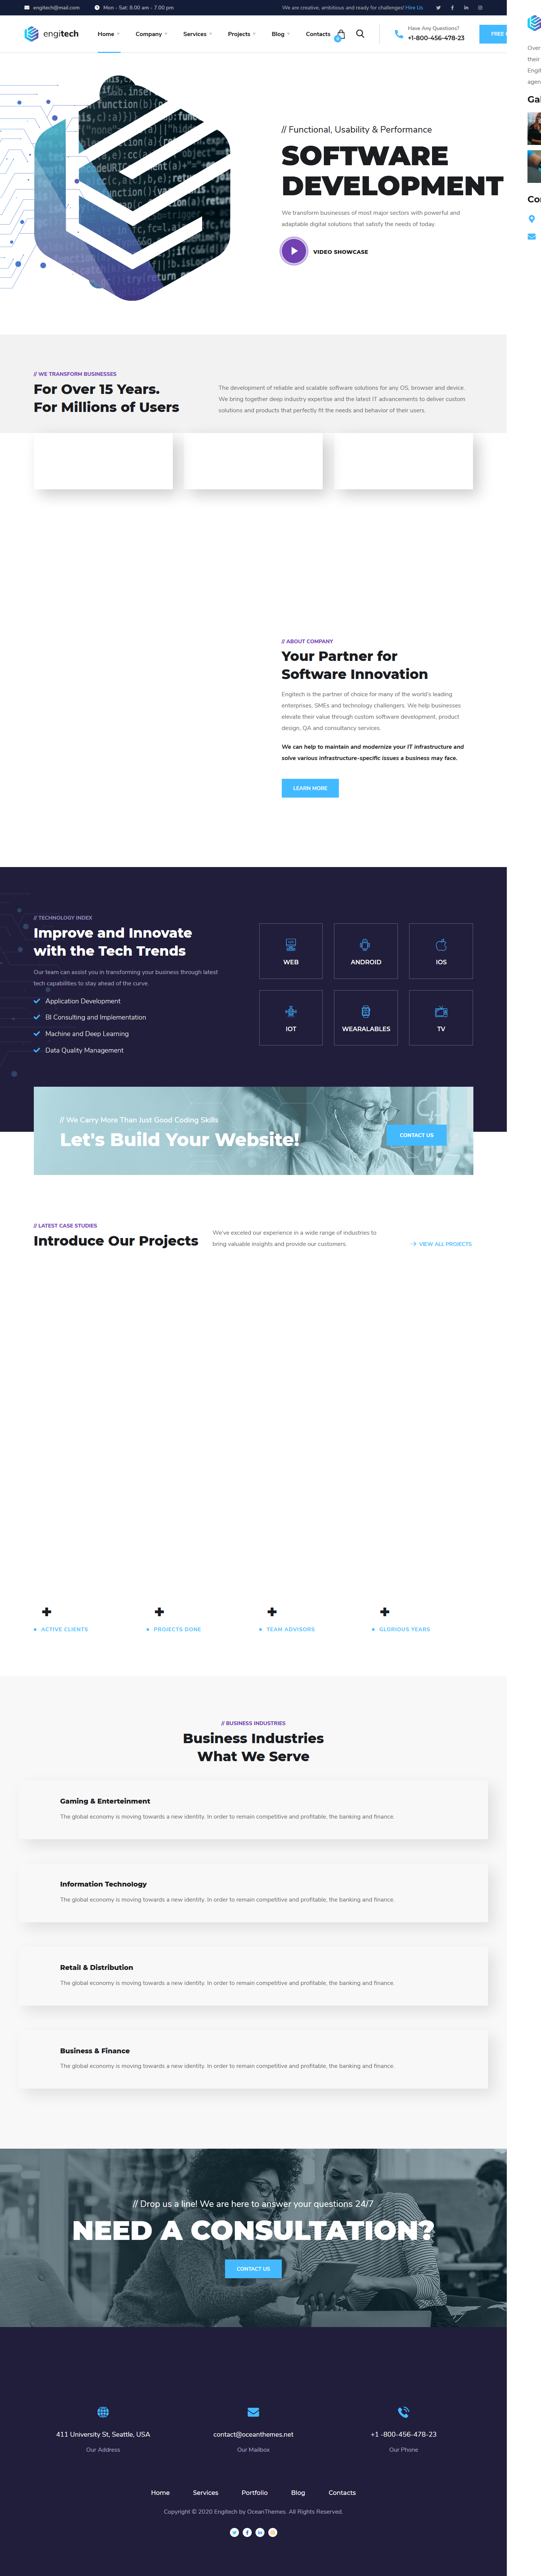 engitech@mail.com
Mon - Sat: 8.00 am - 7.00 pm
We are creative, ambitious and ready for challenges! Hire Us
engitech
Home
Company
Services
Projects
Blog
Contacts
0
Have Any Questions?
+1-800-456-478-23
FREE
Over
their
Engit
agen
// Functional, Usability & Performance
SOFTWARE
DEVELOPMENT
We transform businesses of most major sectors with powerful and
adaptable digital solutions that satisfy the needs of today.
VIDEO SHOWCASE
Gal
Con
// WE TRANSFORM BUSINESSES
For Over 15 Years.
For Millions of Users
The development of reliable and scalable software solutions for any OS, browser and device.
We bring together deep industry expertise and the latest IT advancements to deliver custom
solutions and products that perfectly fit the needs and behavior of their users.
// ABOUT COMPANY
Your Partner for
Software Innovation
Engitech is the partner of choice for many of the world's leading
enterprises, SMEs and technology challengers. We help businesses
elevate their value through custom software development, product
design, QA and consultancy services.
We can help to maintain and modernize your IT infrastructure and
solve various infrastructure-specific issues a business may face.
LEARN MORE
// TECHNOLOGY INDEX
Improve and Innovate
with the Tech Trends
Our team can assist you in transforming your business through latest
tech capabilities to stay ahead of the curve.
Application Development
BI Consulting and Implementation
Machine and Deep Learning
Data Quality Management
WEB
ANDROID
IOS
IOT
WEARALABLES
TV
// We Carry More Than Just Good Coding Skills
Let's Build Your Website!
CONTACT US
// LATEST CASE STUDIES
Introduce Our Projects
We've exceled our experience in a wide range of industries to
bring valuable insights and provide our customers.
VIEW ALL PROJECTS
+
ACTIVE CLIENTS
+
PROJECTS DONE
+
TEAM ADVISORS
+
GLORIOUS YEARS
// BUSINESS INDUSTRIES
Business Industries
What We Serve
Gaming & Enterteinment
The global economy is moving towards a new identity. In order to remain competitive and profitable, the banking and finance.
Information Technology
The global economy is moving towards a new identity. In order to remain competitive and profitable, the banking and finance.
Retail & Distribution
The global economy is moving towards a new identity. In order to remain competitive and profitable, the banking and finance.
Business & Finance
The global economy is moving towards a new identity. In order to remain competitive and profitable, the banking and finance.
// Drop us a line! We are here to answer your questions 24/7
NEED A CONSULTATION?
CONTACT US
411 University St, Seattle, USA
Our Address
contact@oceanthemes.net
Our Mailbox
+1 -800-456-478-23
Our Phone
Home
Services
Portfolio
Blog
Contacts
Copyright © 2020 Engitech by OceanThemes. All Rights Reserved.